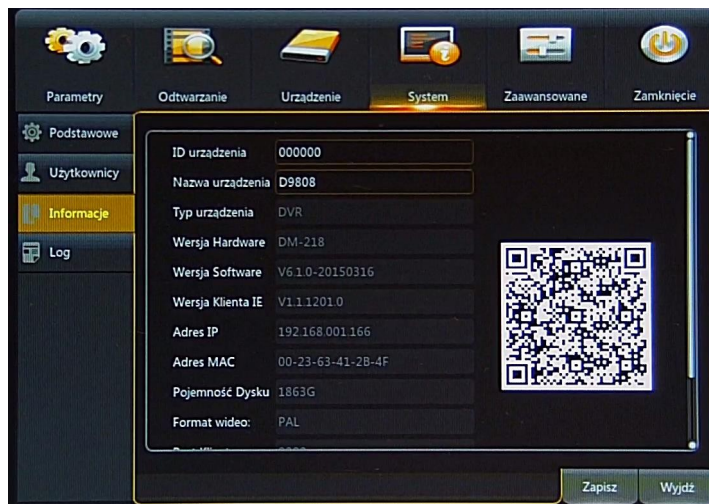 Parametry Odtwarzanie Urządzenie System Zaawansowane Zamknięcie
Podstawowe
Użytkownicy
Informacje
Log
ID urządzenia 000000
Nazwa urządzenia D9808
Typ urządzenia DVR
Wersja Hardware DM-218
Wersja Software V6.1.0-20150316
Wersja Klienta IE V1.1.1201.0
Adres IP 192.168.001.166
Adres MAC 00-23-63-41-2B-4F
Pojemność Dysku 1863G
Format wideo: PAL
Zapisz Wyjdź